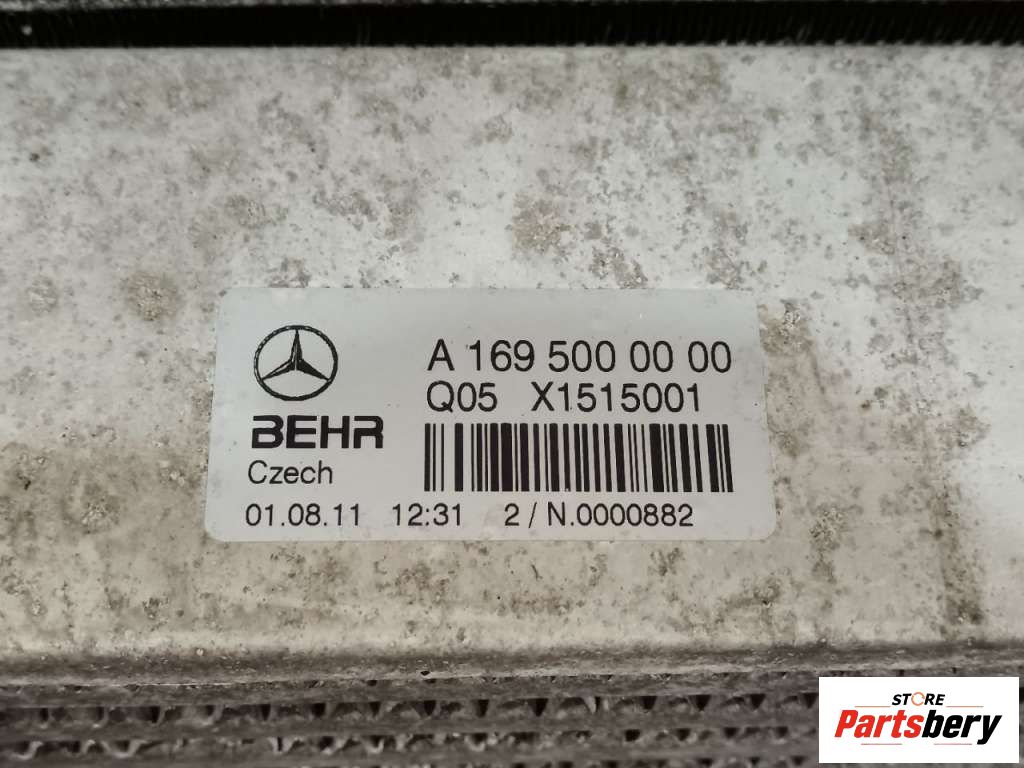 A 169 500 00 00
Q05 X1515001
BEHR
Czech
01.08.11 12:31 2 / N.0000882
STORE
Partsbery